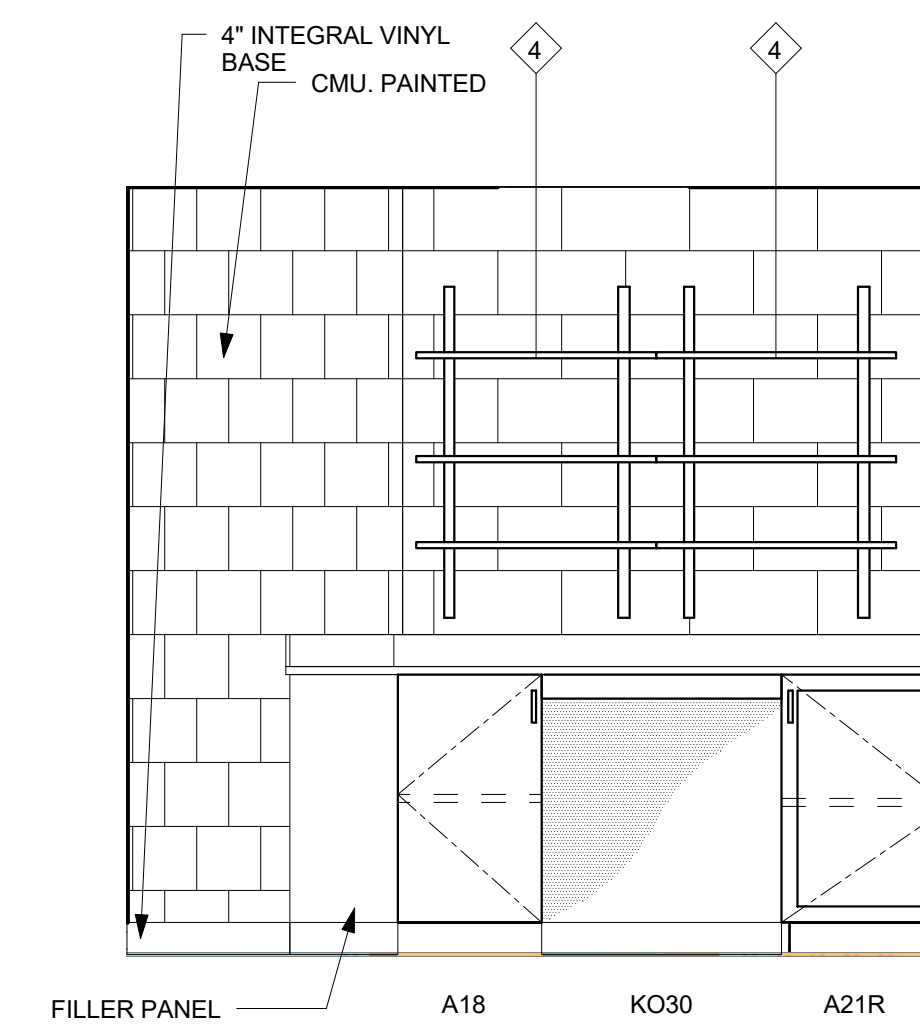 4" INTEGRAL VINYL
BASE
CMU. PAINTED
4
4
FILLER PANEL
A18
KO30
A21R